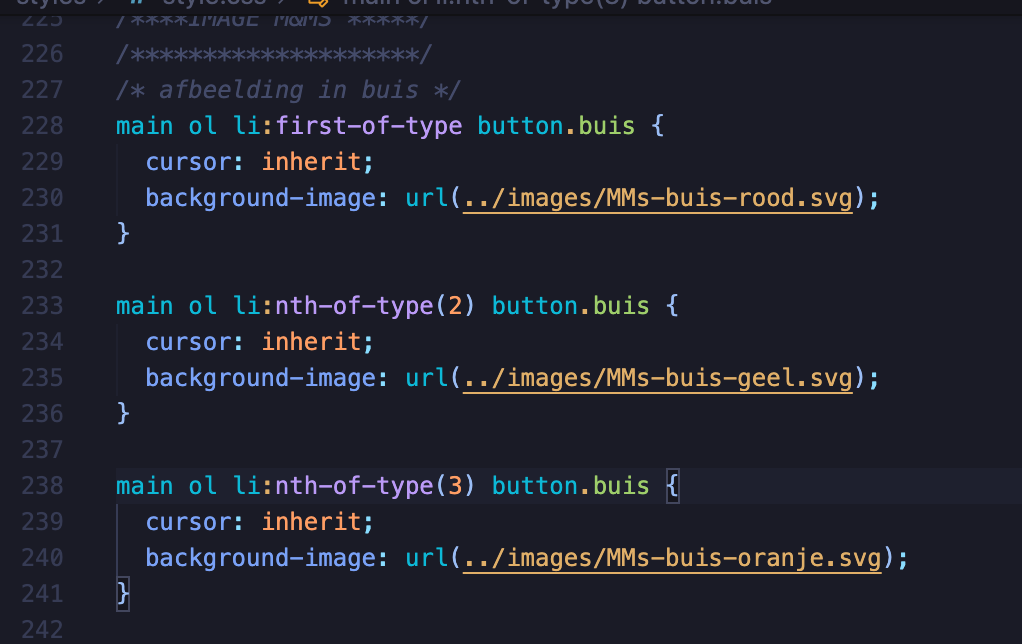 styles > # style.css > main ol li:nth-of-type(3) button.buis
225 /****IMAGE M&MS *****/
226 /********************/
227 /* afbeelding in buis */
228 main ol li:first-of-type button.buis {
229 cursor: inherit;
230 background-image: url(../images/MMs-buis-rood.svg);
231 }
232
233 main ol li:nth-of-type(2) button.buis {
234 cursor: inherit;
235 background-image: url(../images/MMs-buis-geel.svg);
236 }
237
238 main ol li:nth-of-type(3) button.buis {
239 cursor: inherit;
240 background-image: url(../images/MMs-buis-oranje.svg);
241 }
242